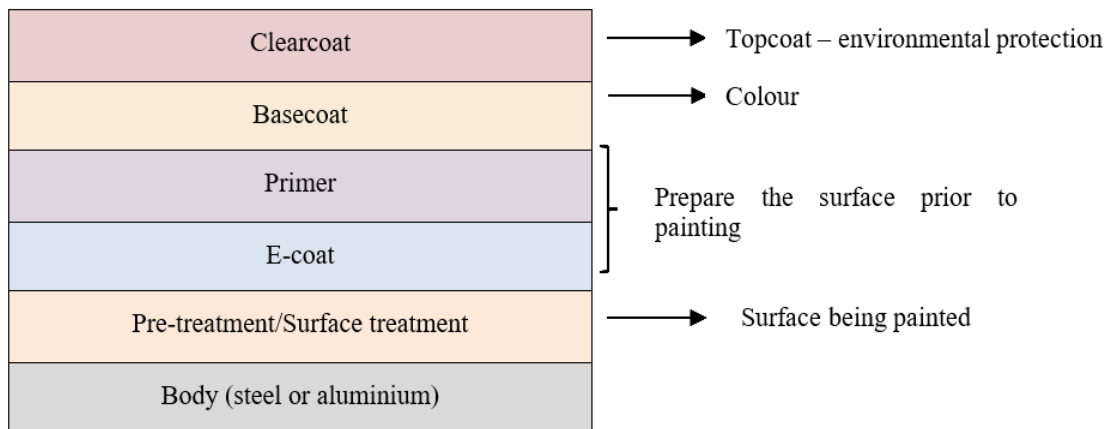 Clearcoat
Topcoat – environmental protection
Basecoat
Colour
Primer
Prepare the surface prior to
painting
E-coat
Pre-treatment/Surface treatment
Surface being painted
Body (steel or aluminium)